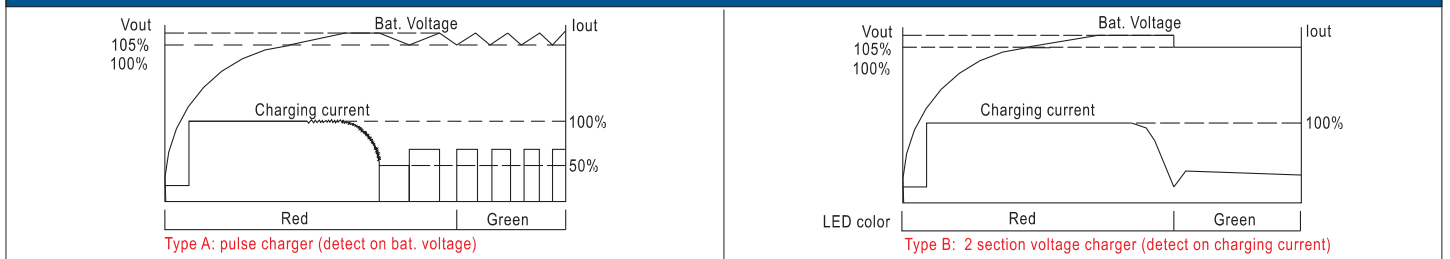 Vout
Bat. Voltage
Iout
105%
100%
Charging current
100%
50%
Red
Green
Type A: pulse charger (detect on bat. voltage)
Bat. Voltage
Vout
Iout
105%
100%
Charging current
100%
LED color
Red
Green
Type B: 2 section voltage charger (detect on charging current)